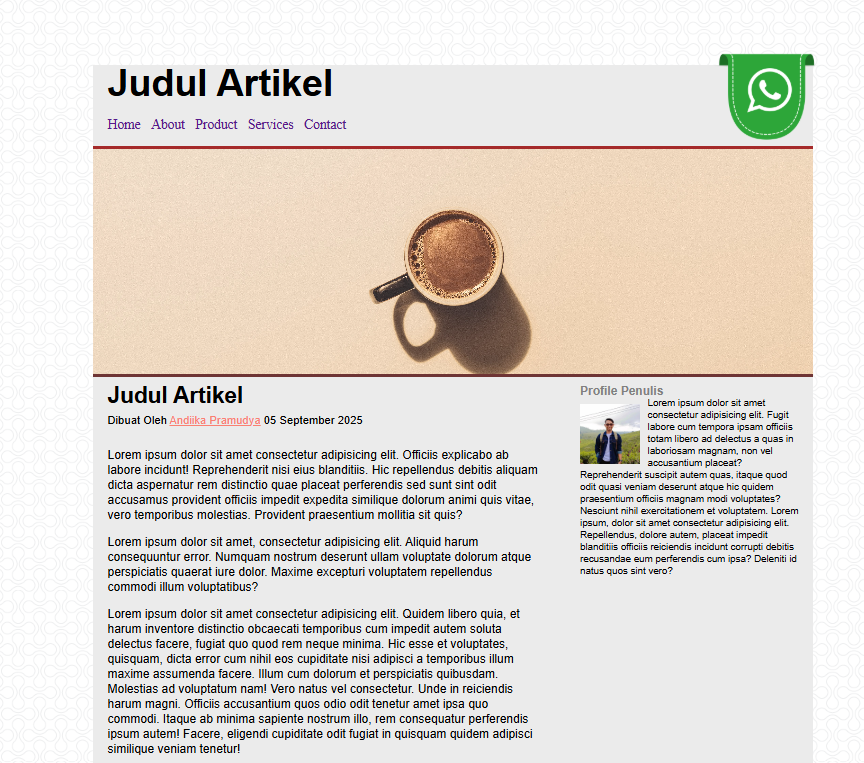 Judul Artikel
Home About Product Services Contact
Judul Artikel
Dibuat Oleh Andiika Pramudya 05 September 2025
Lorem ipsum dolor sit amet consectetur adipisicing elit. Officiis explicabo ab
labore incidunt! Reprehenderit nisi eius blanditiis. Hic repellendus debitis aliquam
dicta aspernatur rem distinctio quae placeat perferendis sed sunt sint odit
accusamus provident officiis impedit expedita similique dolorum animi quis vitae,
vero temporibus molestias. Provident praesentium mollitia sit quis?
Lorem ipsum dolor sit amet, consectetur adipisicing elit. Aliquid harum
consequuntur error. Numquam nostrum deserunt ullam voluptate dolorum atque
perspiciatis quaerat iure dolor. Maxime excepturi voluptatem repellendus
commodi illum voluptatibus?
Lorem ipsum dolor sit amet consectetur adipisicing elit. Quidem libero quia, et
harum inventore distinctio obcaecati temporibus cum impedit autem soluta
delectus facere, fugiat quo quod rem neque minima. Hic esse et voluptates,
quisquam, dicta error cum nihil eos cupiditate nisi adipisci a temporibus illum
maxime assumenda facere. Illum cum dolorum et perspiciatis quibusdam.
Molestias ad voluptatum nam! Vero natus vel consectetur. Unde in reiciendis
harum magni. Officiis accusantium quos odio odit tenetur amet ipsa quo
commodi. Itaque ab minima sapiente nostrum illo, rem consequatur perferendis
ipsum autem! Facere, eligendi cupiditate odit fugiat in quisquam quidem adipisci
similique veniam tenetur!
Profile Penulis
Lorem ipsum dolor sit amet
consectetur adipisicing elit. Fugit
labore cum tempora ipsam officiis
totam libero ad delectus a quas in
laboriosam magnam, non vel
accusantium placeat?
Reprehenderit suscipit autem quas, itaque quod
odit quasi veniam deserunt atque hic quidem
praesentium officiis magnam modi voluptates?
Nesciunt nihil exercitationem et voluptatem. Lorem
ipsum, dolor sit amet consectetur adipisicing elit.
Repellendus, dolore autem, placeat impedit
blanditiis officiis reiciendis incidunt corrupti debitis
recusandae eum perferendis cum ipsa? Deleniti id
natus quos sint vero?